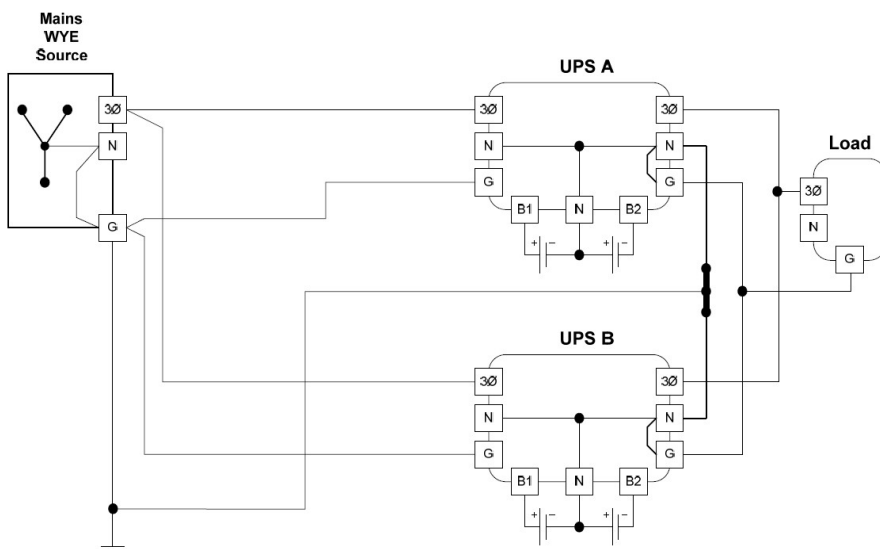 Mains
WYE
Source
3Ø
N
G
UPS A
3Ø
N
G
3Ø
N
G
B1
N
B2
+ −
+ −
Load
3Ø
N
G
UPS B
3Ø
N
G
3Ø
N
G
B1
N
B2
+ −
+ −